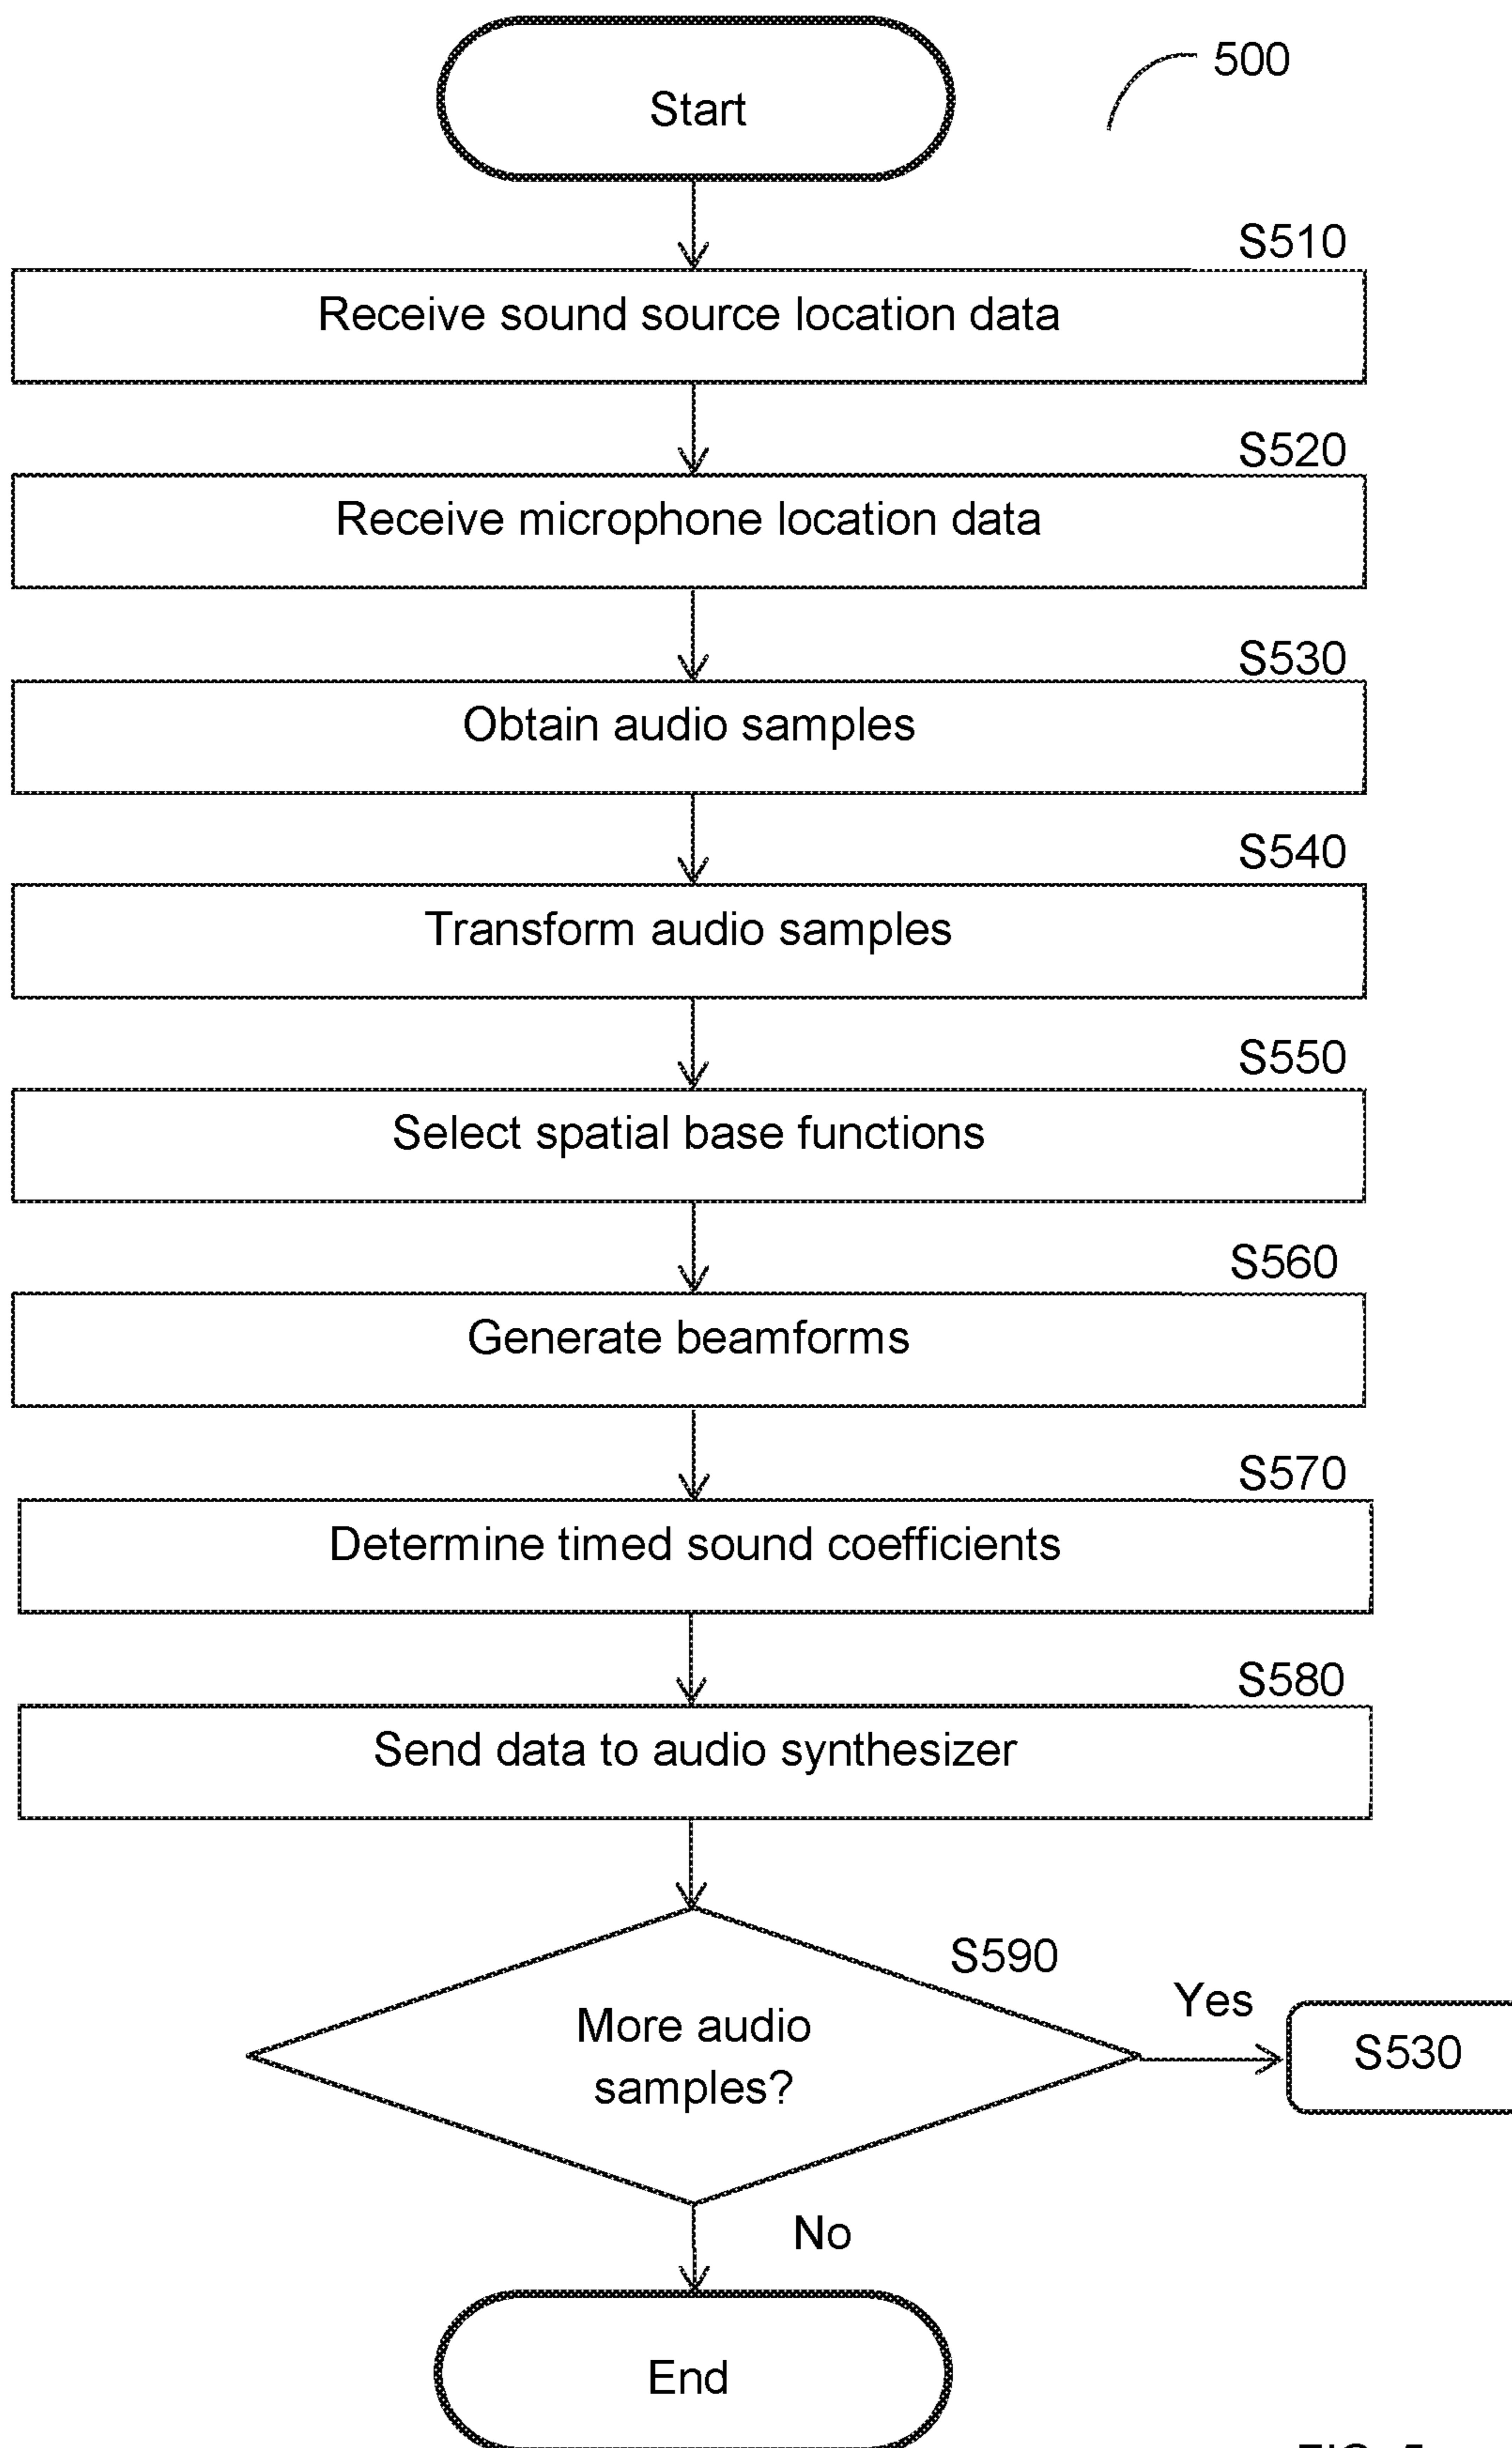 Start
500
S510
Receive sound source location data
S520
Receive microphone location data
S530
Obtain audio samples
S540
Transform audio samples
S550
Select spatial base functions
S560
Generate beamforms
S570
Determine timed sound coefficients
S580
Send data to audio synthesizer
S590
More audio
samples?
Yes
S530
No
End